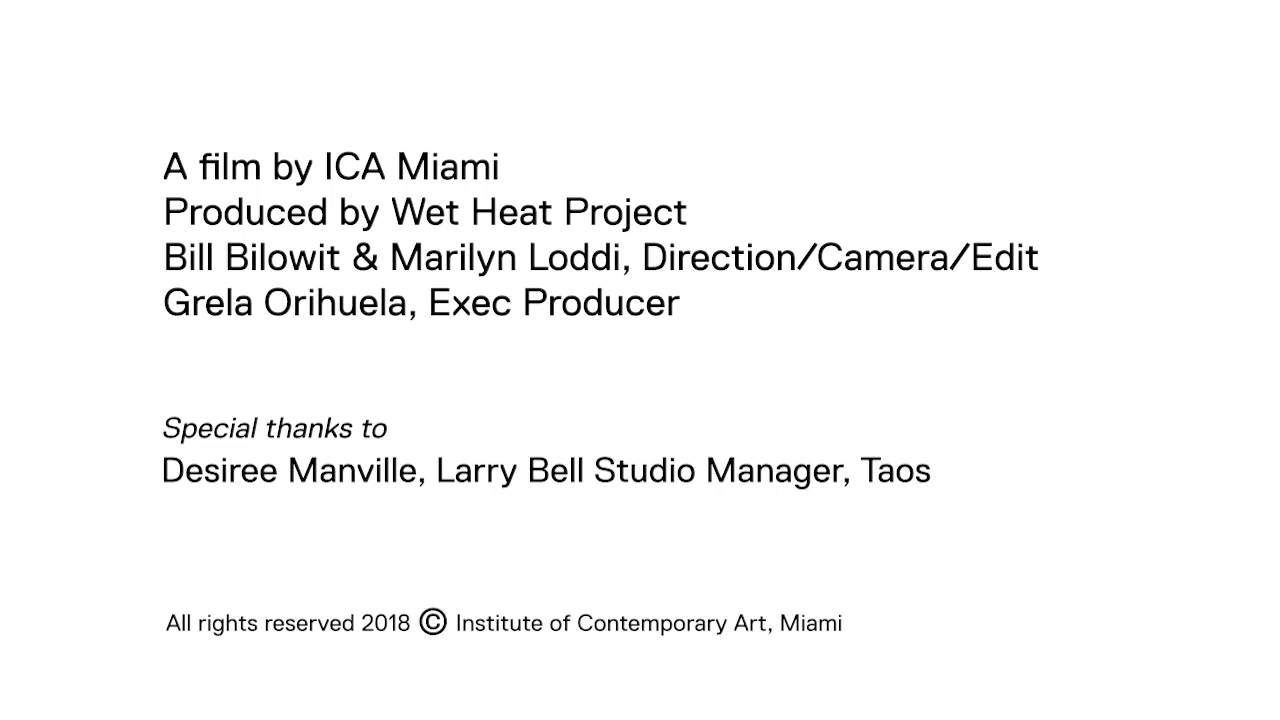 A film by ICA Miami
Produced by Wet Heat Project
Bill Bilowit & Marilyn Loddi, Direction/Camera/Edit
Grela Orihuela, Exec Producer
Special thanks to
Desiree Manville, Larry Bell Studio Manager, Taos
All rights reserved 2018 © Institute of Contemporary Art, Miami